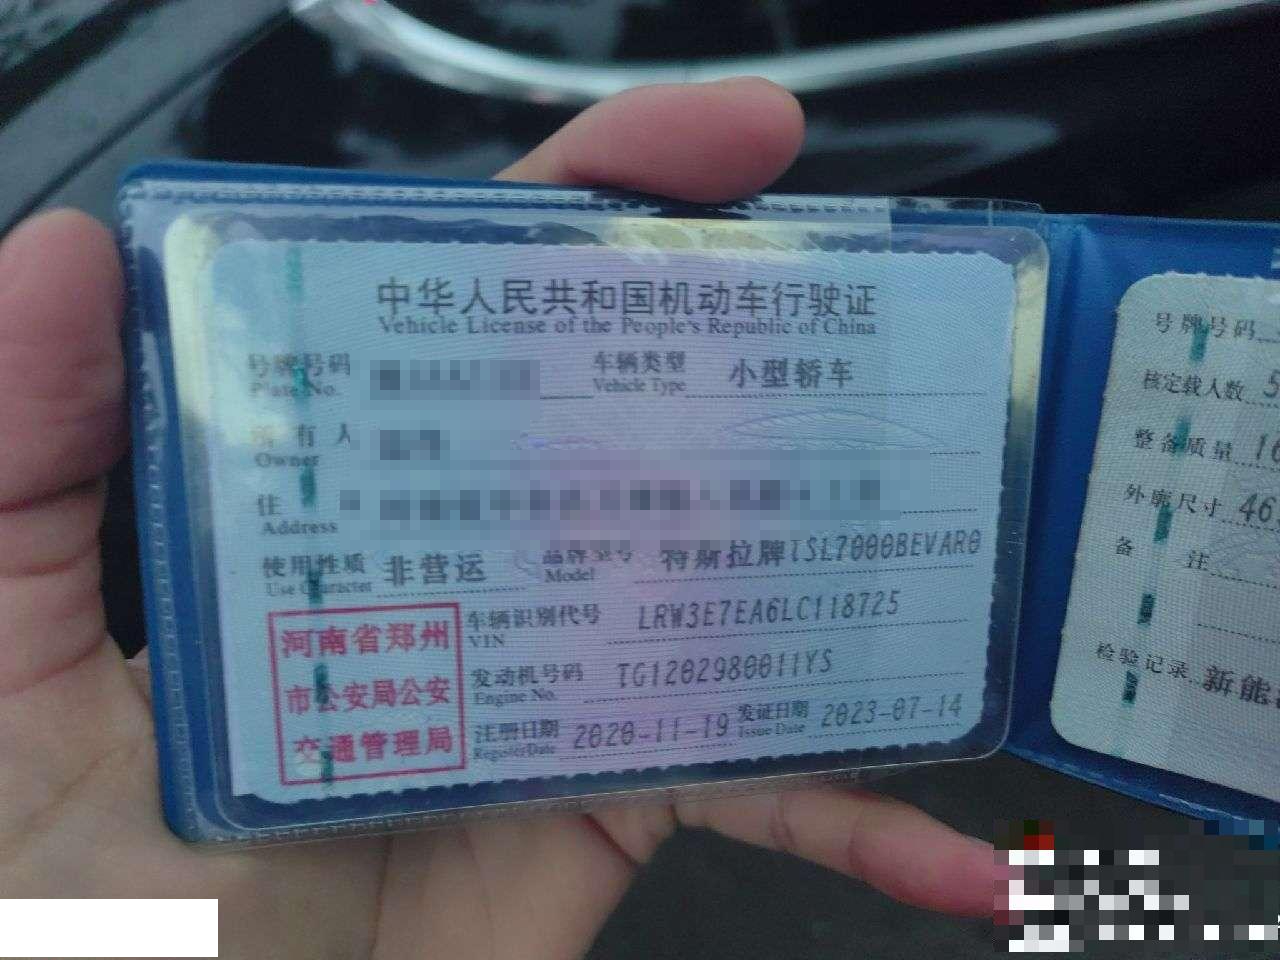 中华人民共和国机动车行驶证
Vehicle License of the People's Republic of China
号牌号码
Plate No.
车辆类型 小型轿车
Vehicle Type
所有人
Owner
住
Address
使用性质 非营运
Use Character
品牌型号 特斯拉牌TSL7000BEVAR0
Model
车辆识别代号 LRW3E7EA6LC118725
VIN
发动机号码 TG1202980011YS
Engine No.
注册日期 2020-11-19
Register Date
发证日期 2023-07-14
Issue Date
河南省郑州
市公安局公安
交通管理局
号牌号码
核定载人数 5
整备质量 16
外廓尺寸 46
备注
检验记录 新能